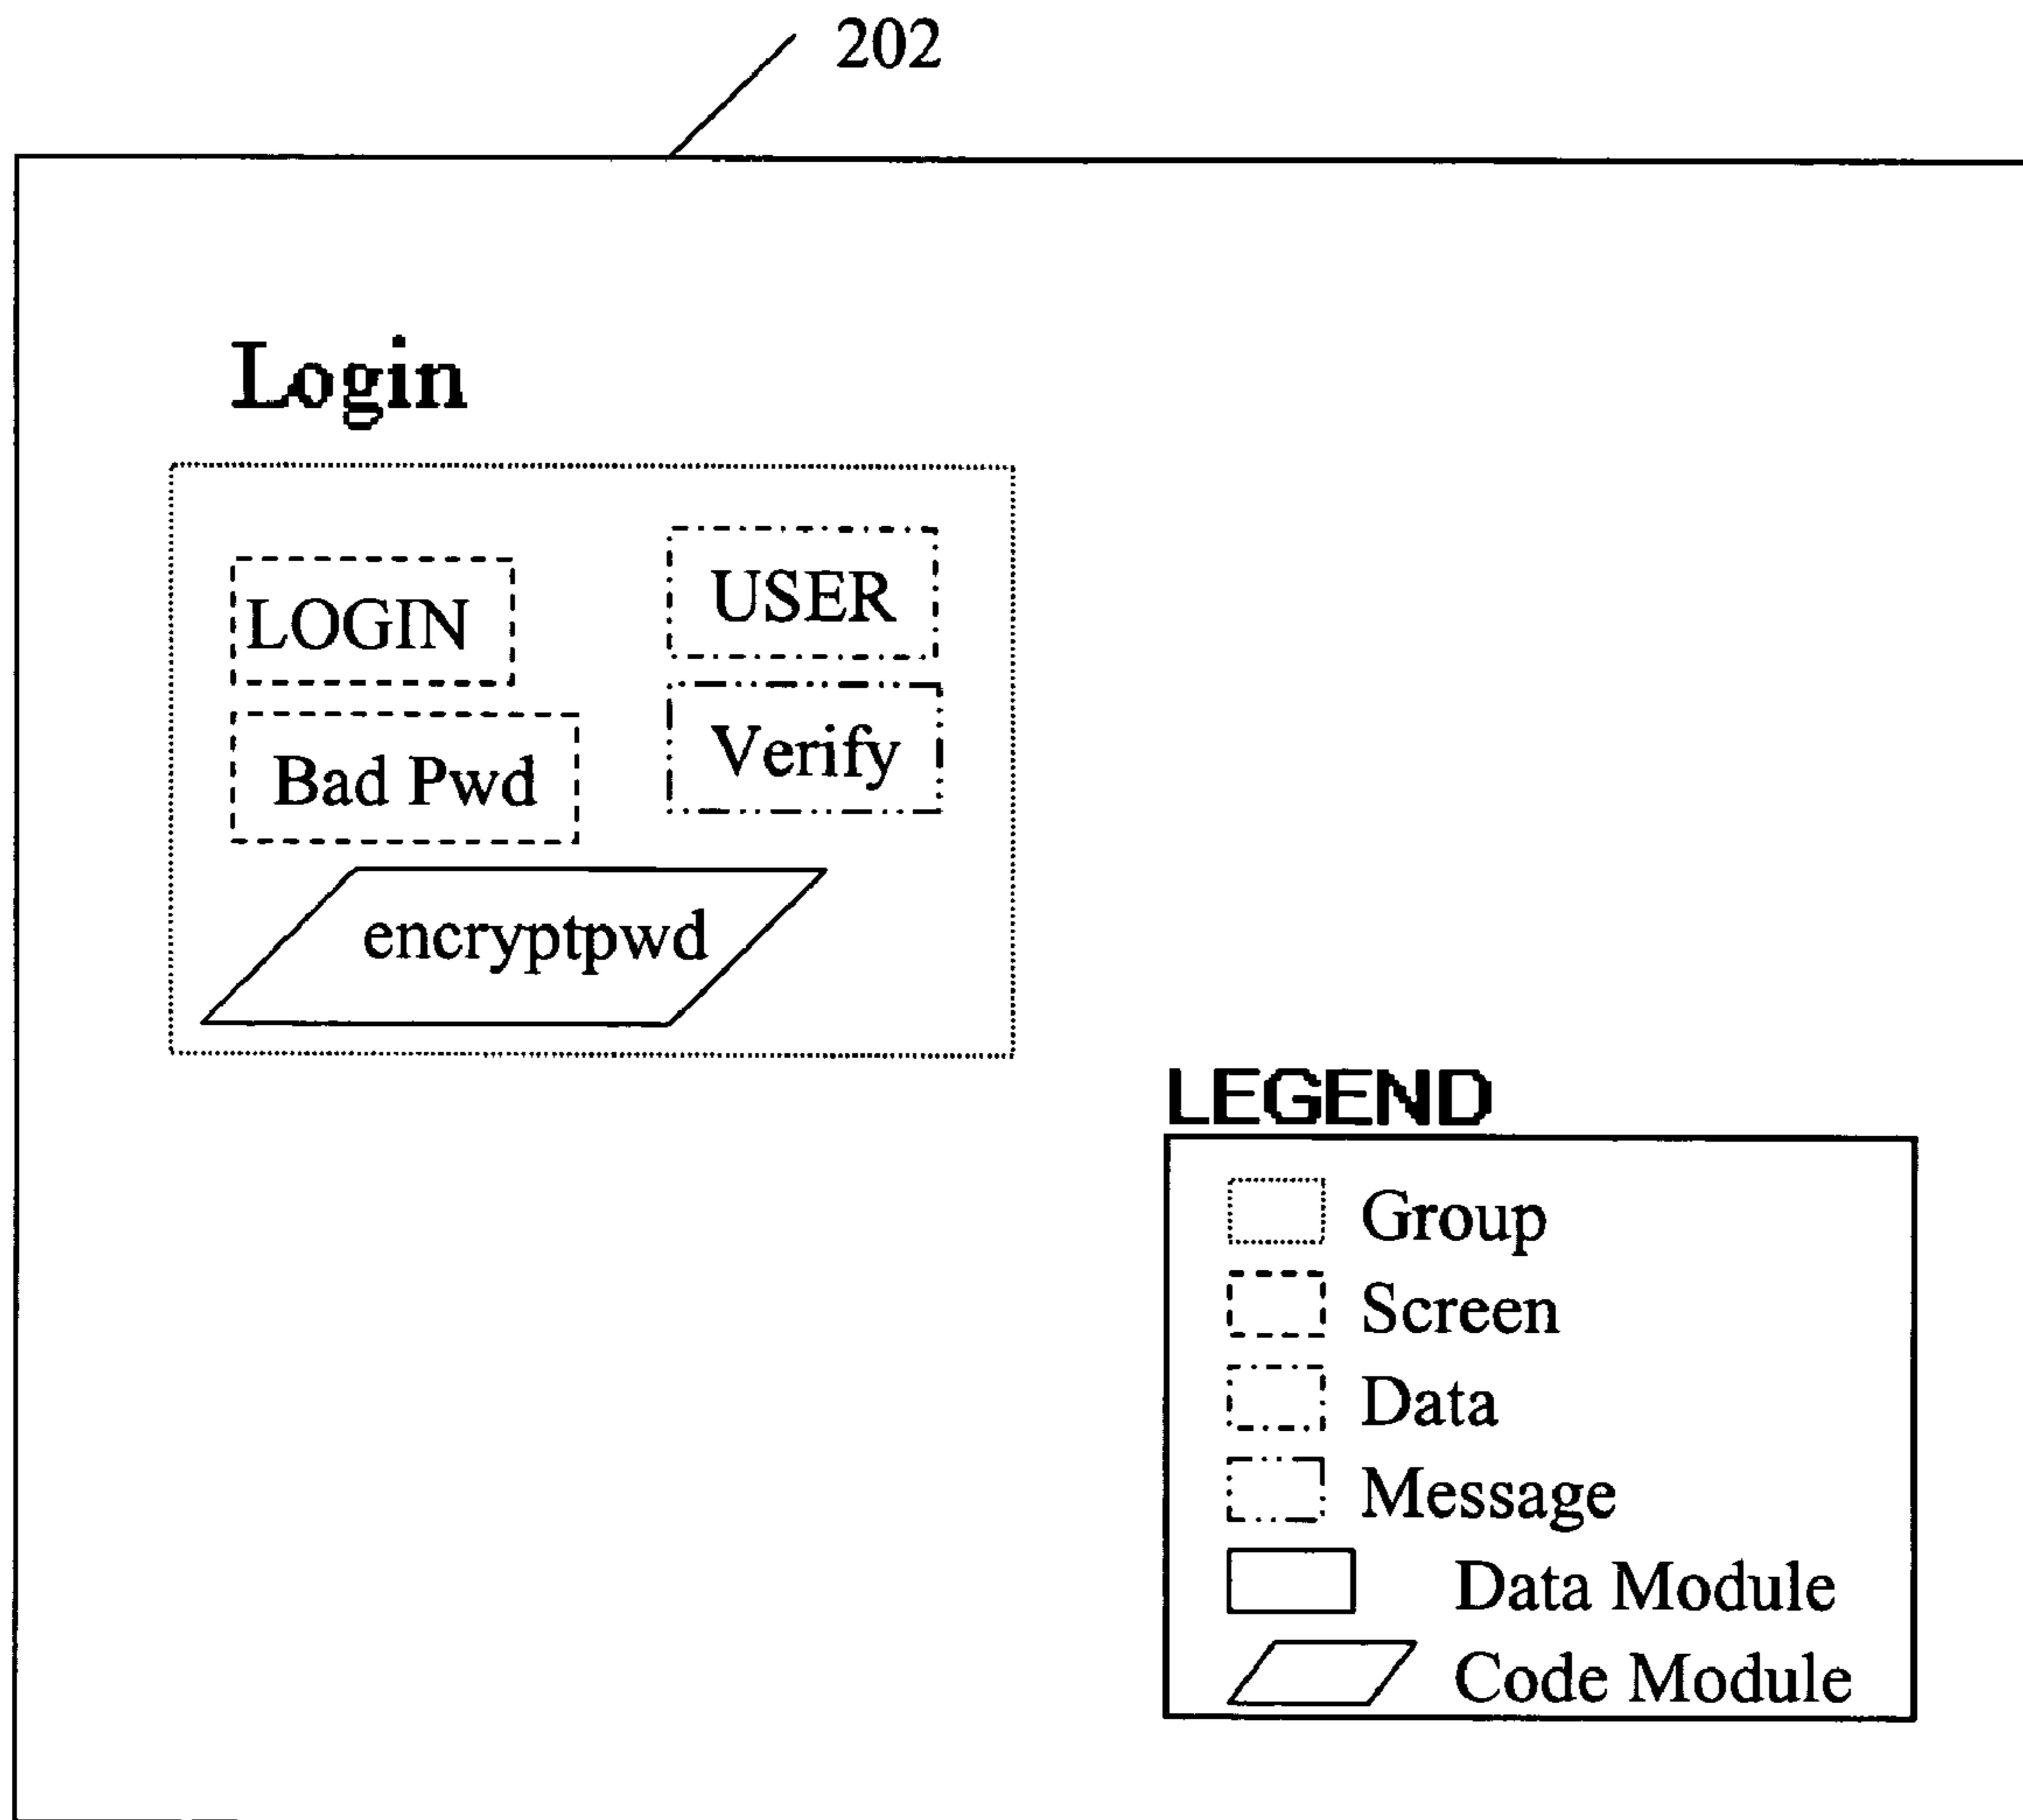 202
Login
LOGIN
USER
Bad Pwd
Verify
encryptpwd
LEGEND
Group
Screen
Data
Message
Data Module
Code Module